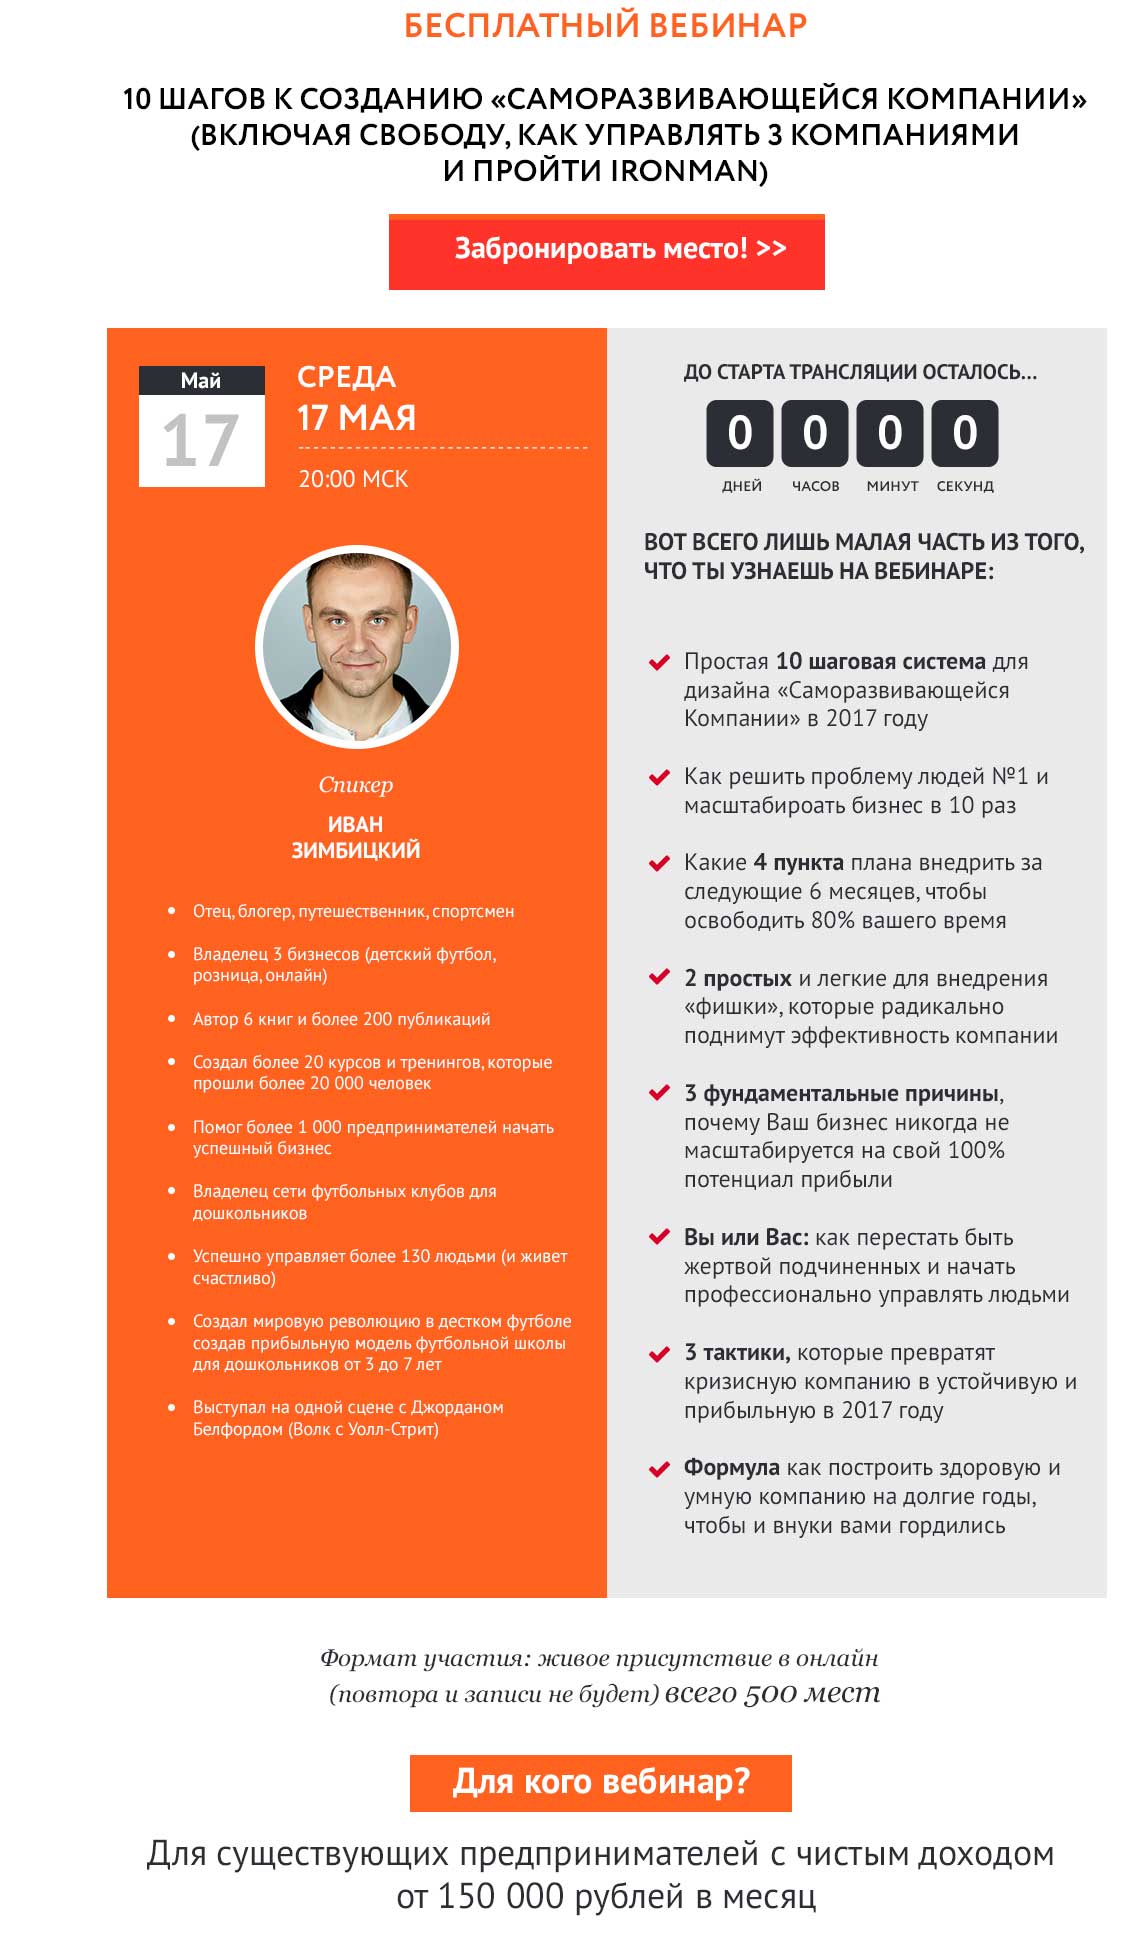 БЕСПЛАТНЫЙ ВЕБИНАР
10 ШАГОВ К СОЗДАНИЮ «САМОРАЗВИВАЮЩЕЙСЯ КОМПАНИИ»
(ВКЛЮЧАЯ СВОБОДУ, КАК УПРАВЛЯТЬ 3 КОМПАНИЯМИ
И ПРОЙТИ IRONMAN)
Забронировать место! >>
Май
17
СРЕДА
17 МАЯ
20:00 МСК
Спикер
ИВАН
ЗИМБИЦКИЙ
• Отец, блогер, путешественник, спортсмен
• Владелец 3 бизнесов (детский футбол,
розница, онлайн)
• Автор 6 книг и более 200 публикаций
• Создал более 20 курсов и тренингов, которые
прошли более 20 000 человек
• Помог более 1 000 предпринимателей начать
успешный бизнес
• Владелец сети футбольных клубов для
дошкольников
• Успешно управляет более 130 людьми (и живет
счастливо)
• Создал мировую революцию в дестком футболе
создав прибыльную модель футбольной школы
для дошкольников от 3 до 7 лет
• Выступал на одной сцене с Джорданом
Белфордом (Волк с Уолл-Стрит)
ДО СТАРТА ТРАНСЛЯЦИИ ОСТАЛОСЬ...
0 0 0 0
ДНЕЙ ЧАСОВ МИНУТ СЕКУНД
ВОТ ВСЕГО ЛИШЬ МАЛАЯ ЧАСТЬ ИЗ ТОГО,
ЧТО ТЫ УЗНАЕШЬ НА ВЕБИНАРЕ:
Простая 10 шаговая система для
дизайна «Саморазвивающейся
Компании» в 2017 году
Как решить проблему людей №1 и
масштабироать бизнес в 10 раз
Какие 4 пункта плана внедрить за
следующие 6 месяцев, чтобы
освободить 80% вашего время
2 простых и легкие для внедрения
«фишки», которые радикально
поднимут эффективность компании
3 фундаментальные причины,
почему Ваш бизнес никогда не
масштабируется на свой 100%
потенциал прибыли
Вы или Вас: как перестать быть
жертвой подчиненных и начать
профессионально управлять людьми
3 тактики, которые превратят
кризисную компанию в устойчивую и
прибыльную в 2017 году
Формула как построить здоровую и
умную компанию на долгие годы,
чтобы и внуки вами гордились
Формат участия: живое присутствие в онлайн
(повтора и записи не будет) всего 500 мест
Для кого вебинар?
Для существующих предпринимателей с чистым доходом
от 150 000 рублей в месяц